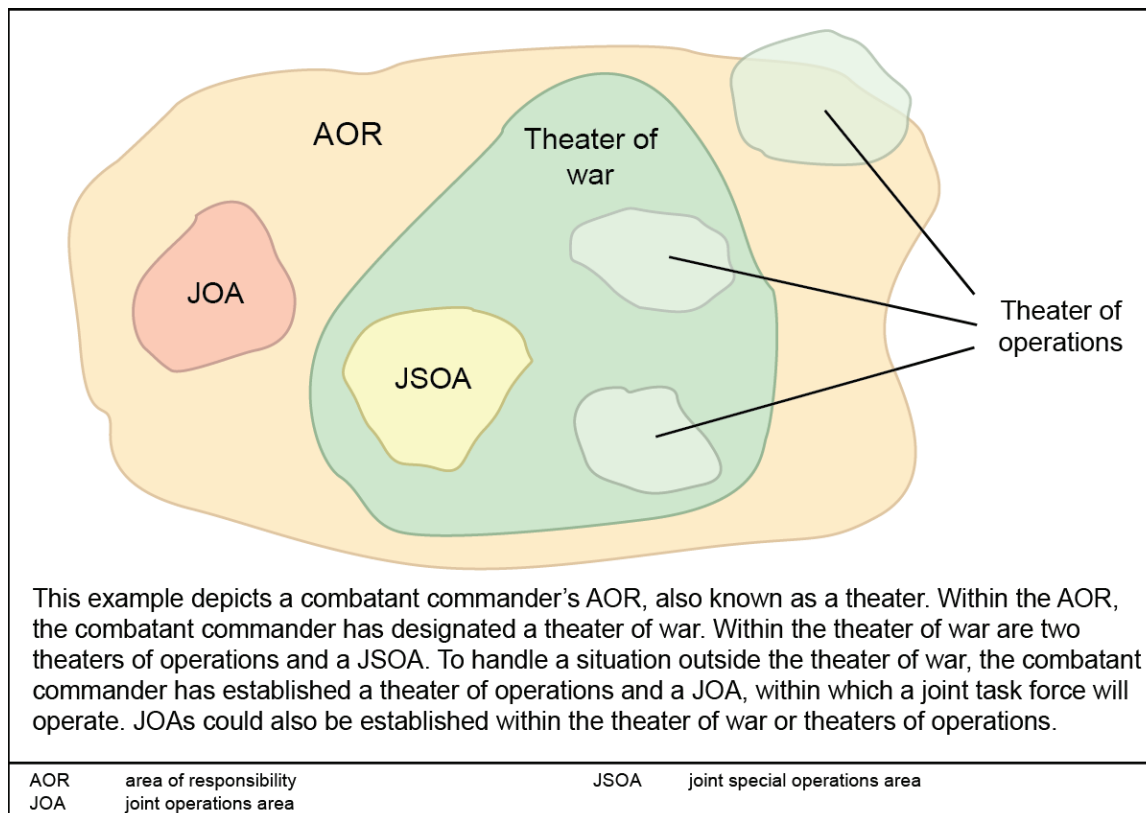 AOR
Theater of
war
JOA
JSOA
Theater of
operations
This example depicts a combatant commander’s AOR, also known as a theater. Within the AOR,
the combatant commander has designated a theater of war. Within the theater of war are two
theaters of operations and a JSOA. To handle a situation outside the theater of war, the combatant
commander has established a theater of operations and a JOA, within which a joint task force will
operate. JOAs could also be established within the theater of war or theaters of operations.
AOR area of responsibility
JOA joint operations area
JSOA joint special operations area